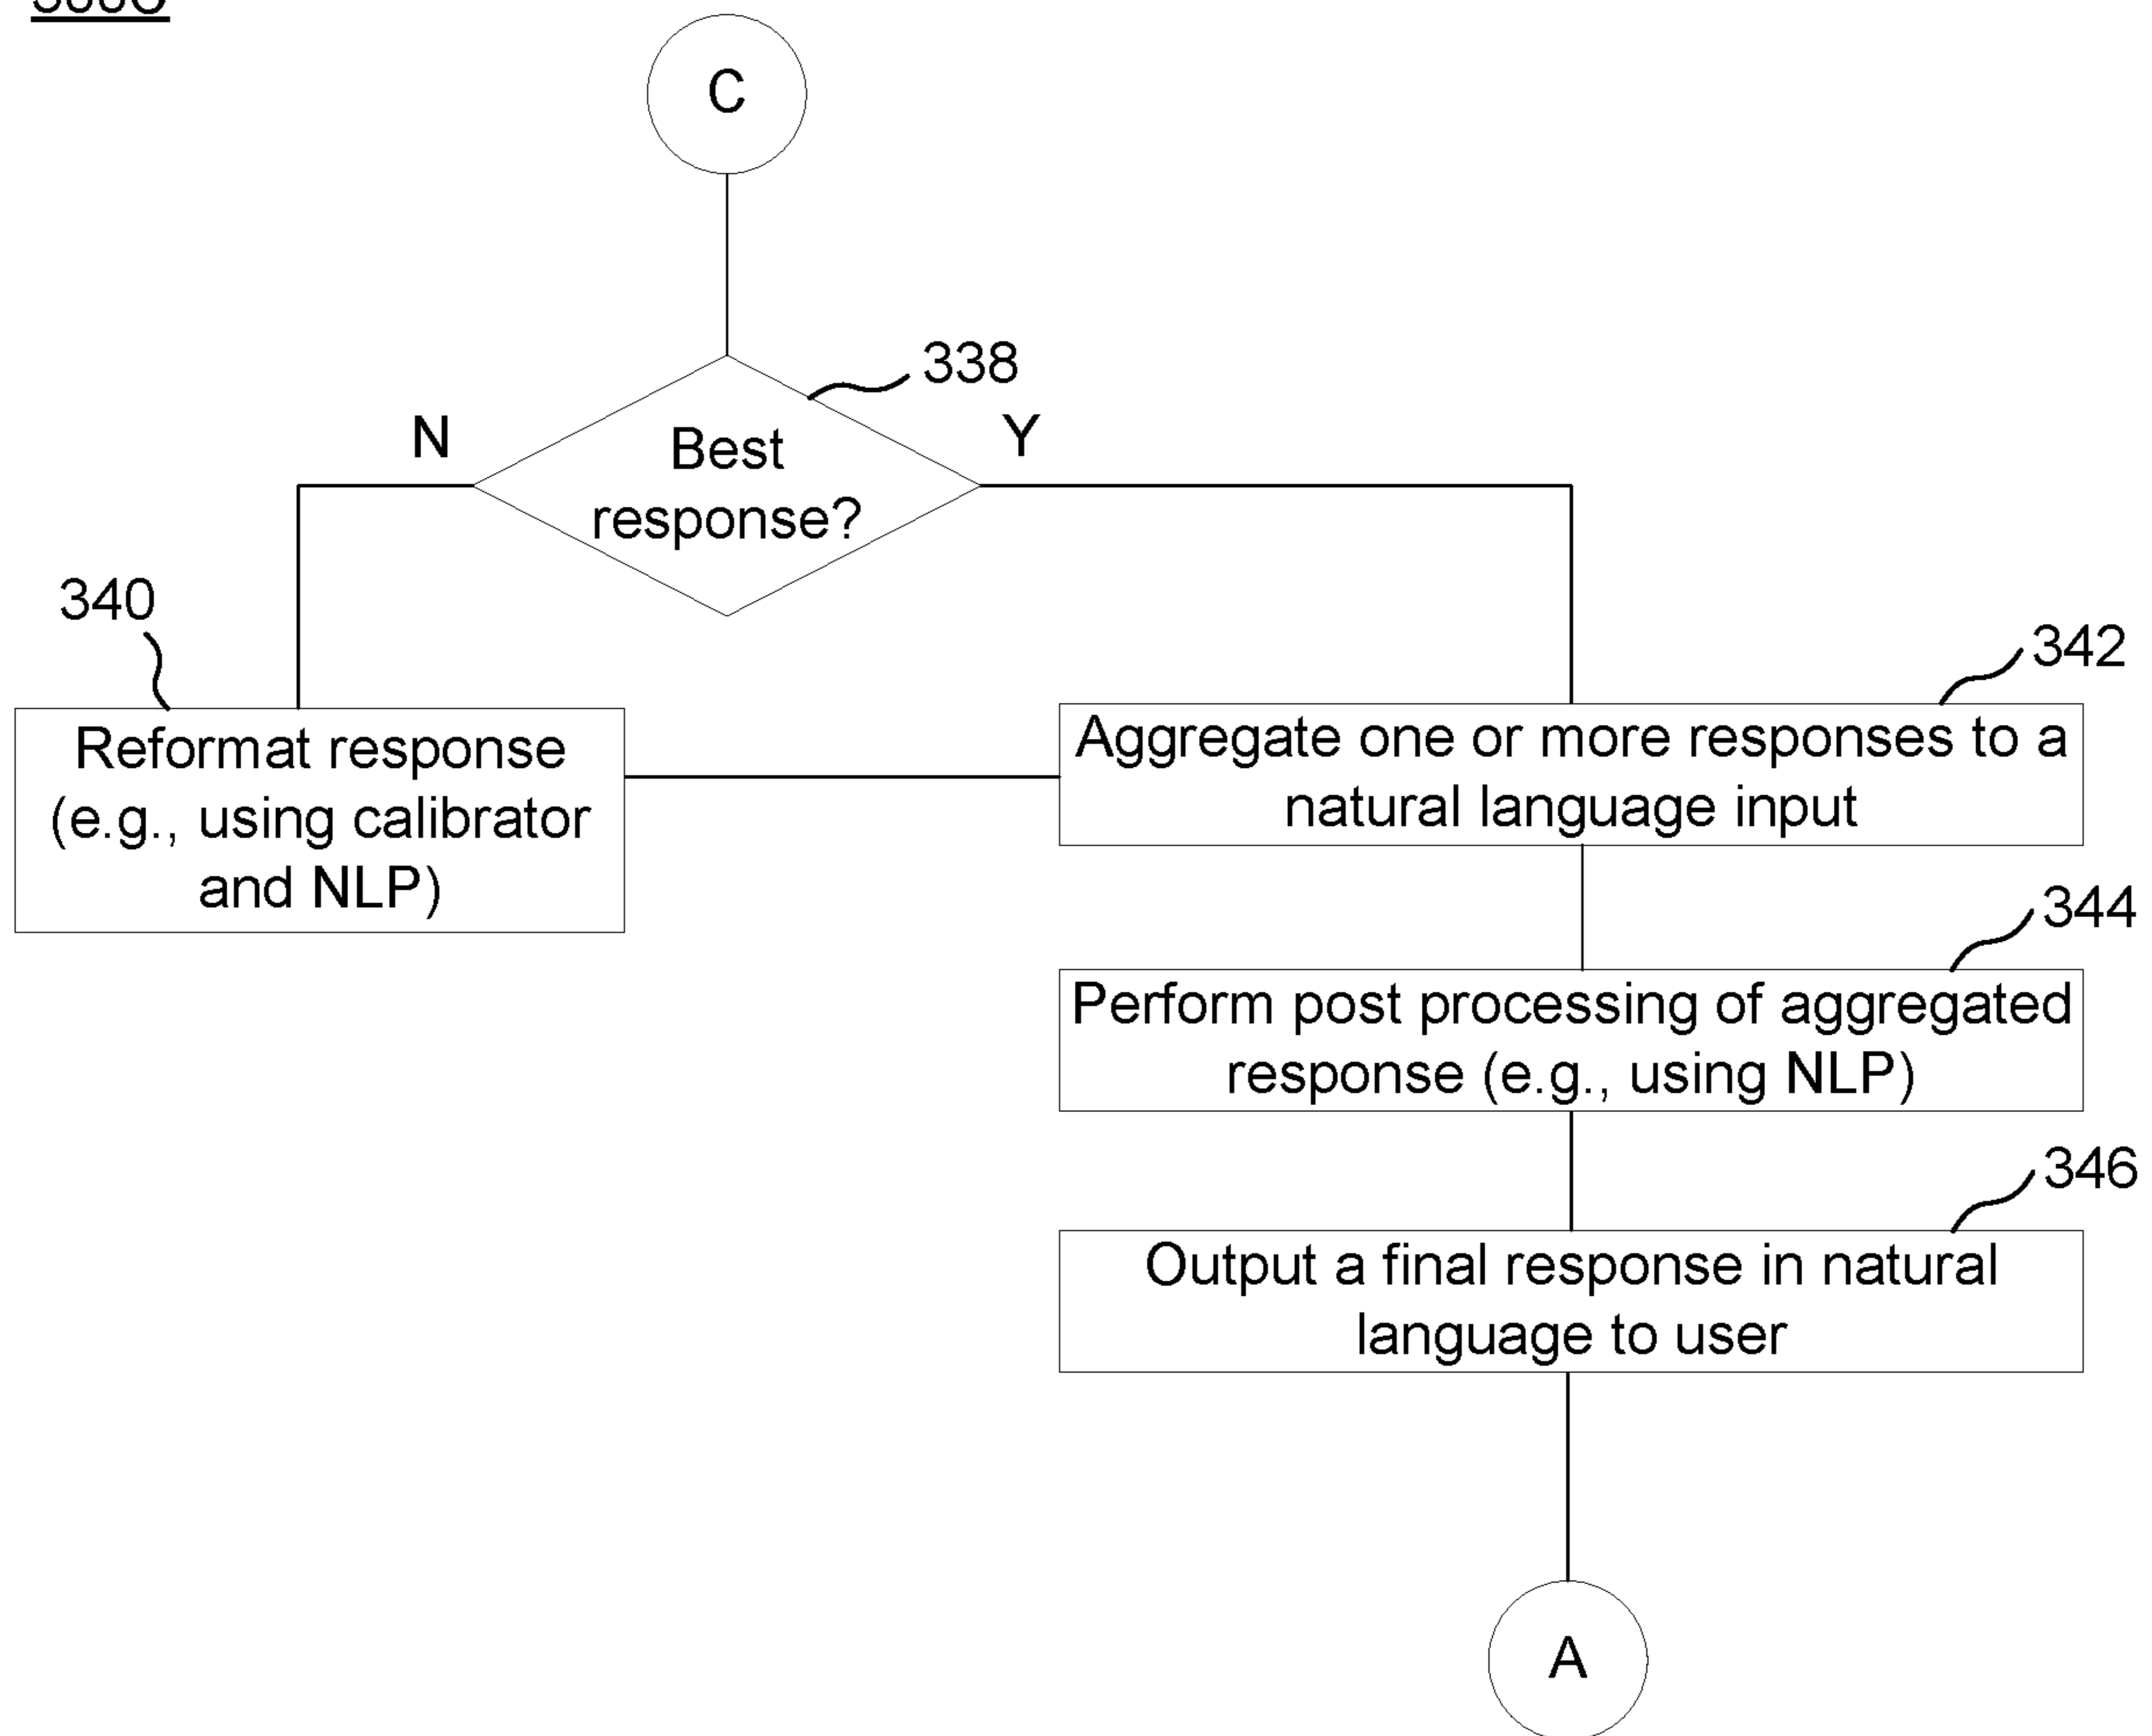 C
338
N
Y
Best
response?
340
342
Reformat response
(e.g., using calibrator
and NLP)
Aggregate one or more responses to a
natural language input
344
Perform post processing of aggregated
response (e.g., using NLP)
346
Output a final response in natural
language to user
A